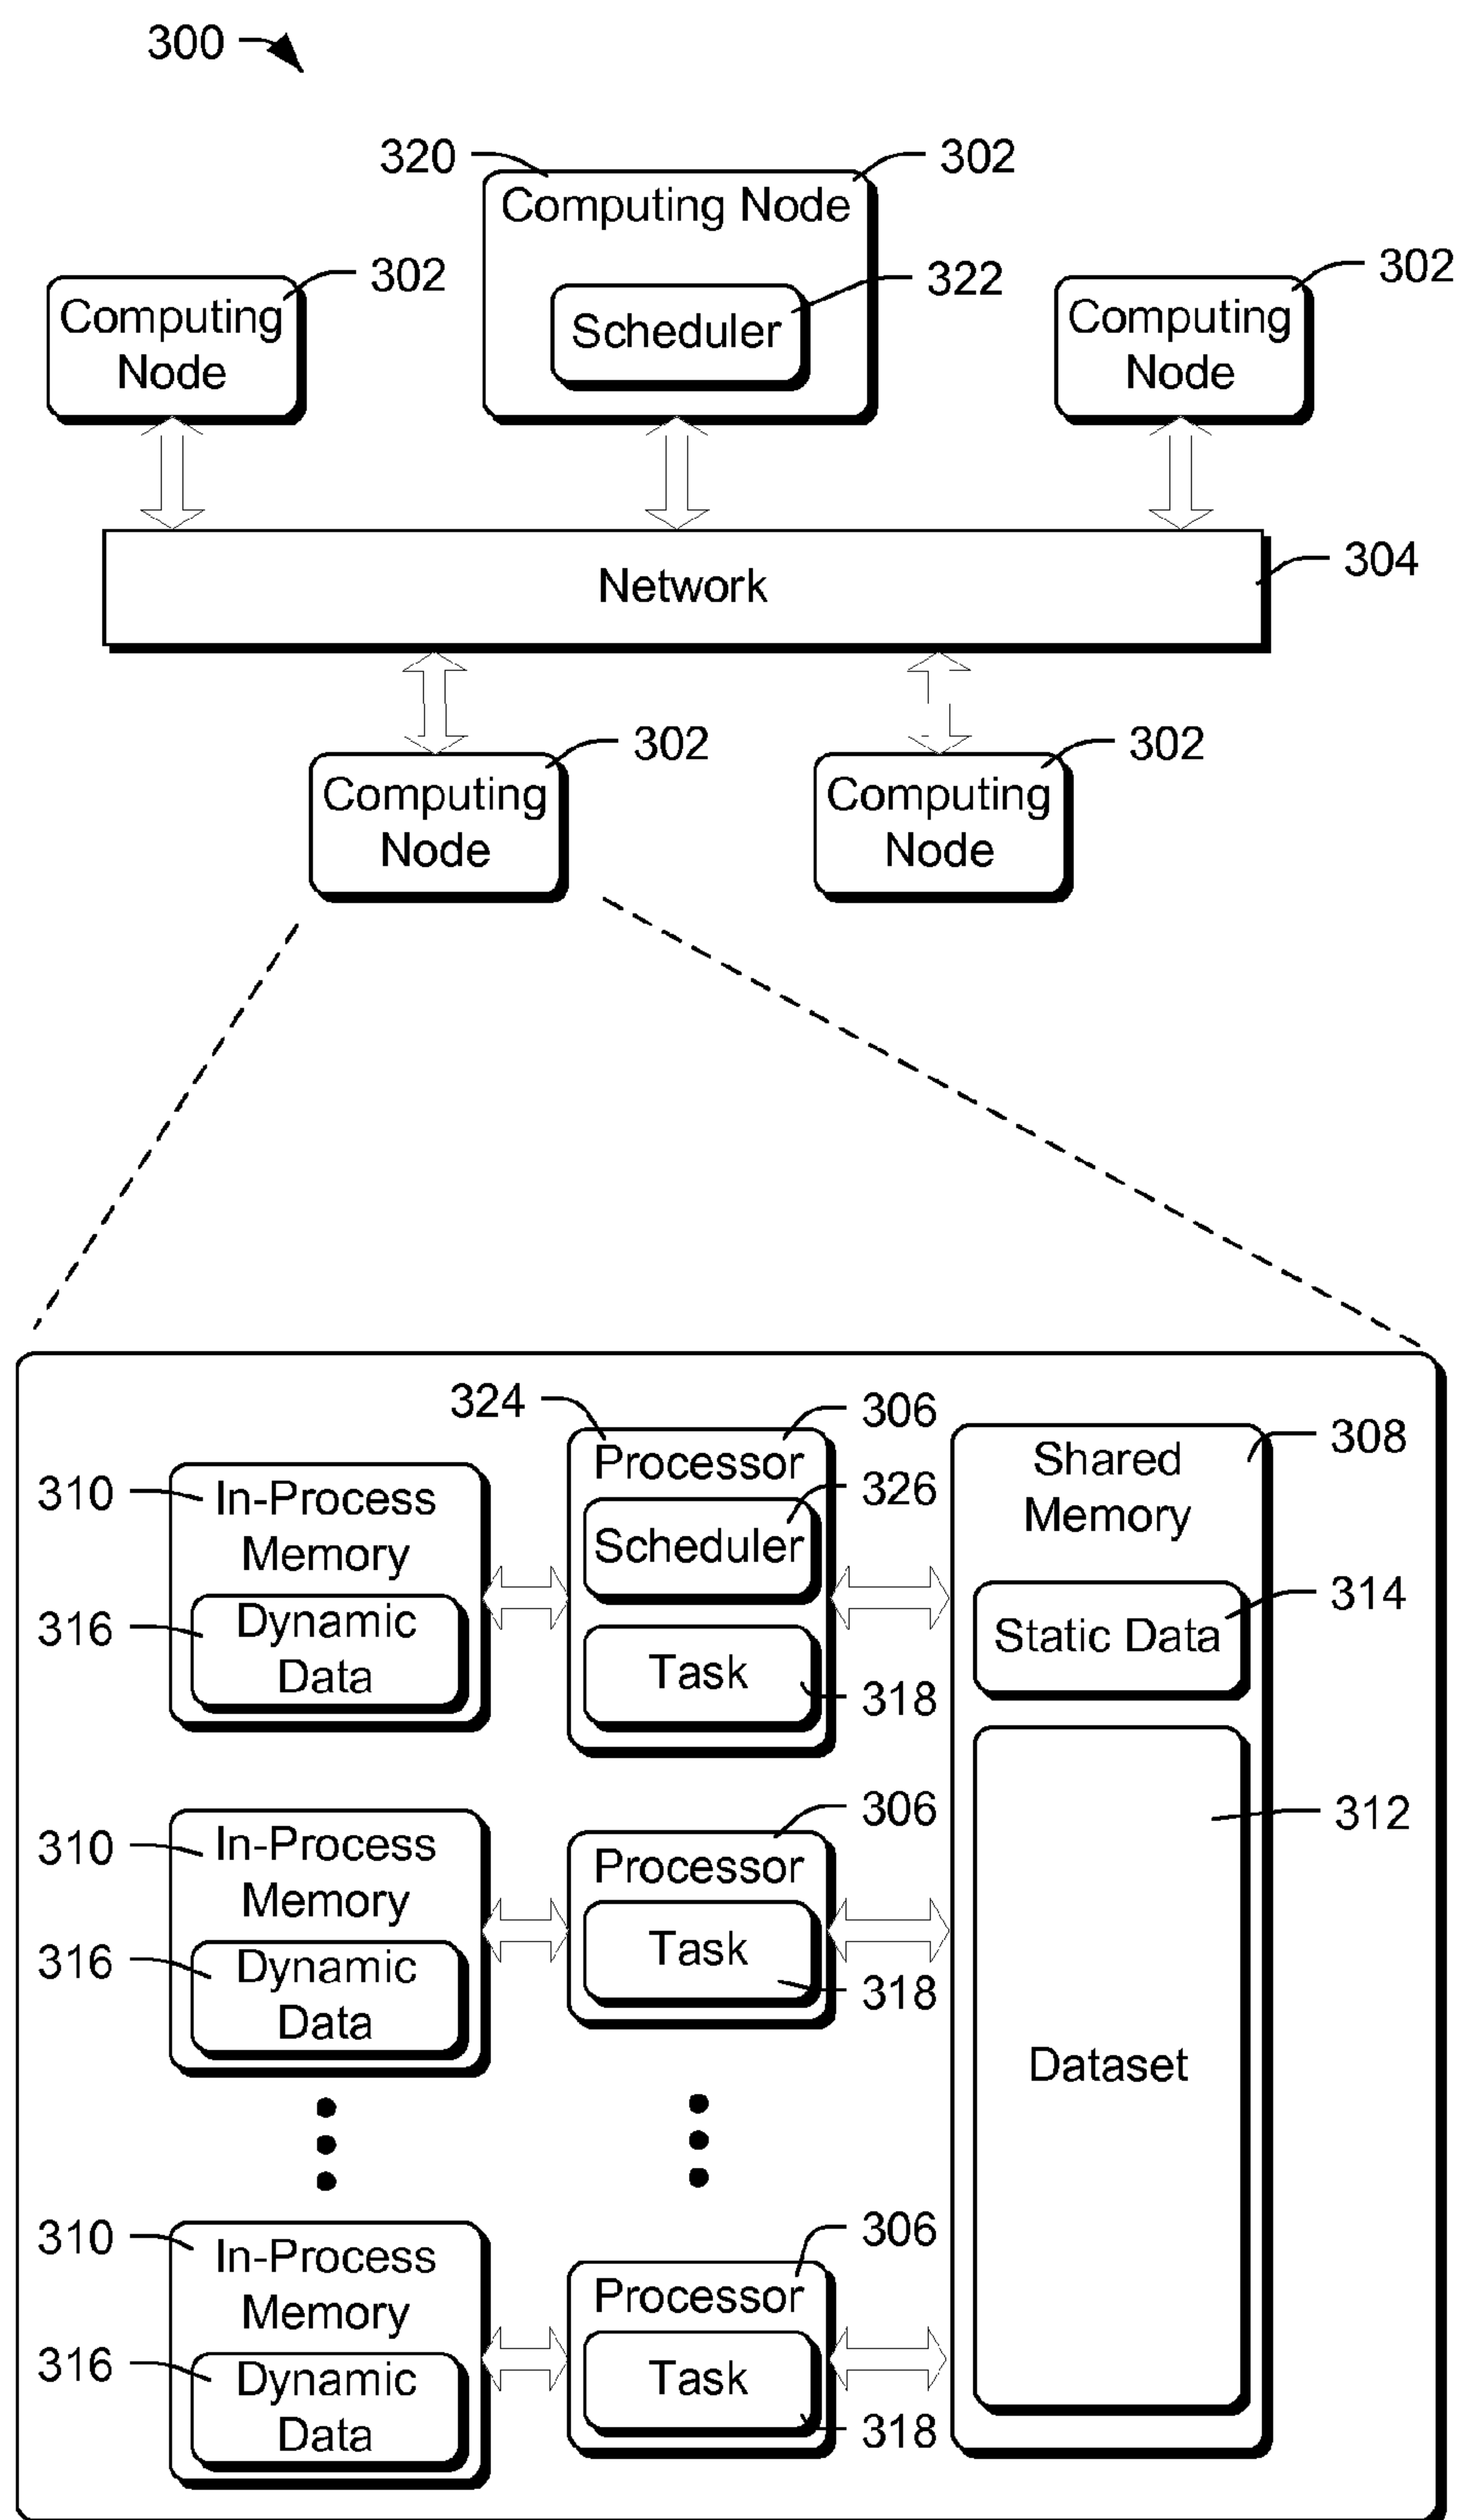 300
320
302
Computing Node
302
322
302
Computing
Node
Scheduler
Computing
Node
Network
304
302
302
Computing
Node
Computing
Node
324
306
308
310
In-Process
Memory
Processor
326
Shared
Memory
Scheduler
314
316
Dynamic
Data
Static Data
Task
318
306
312
310
In-Process
Memory
Processor
Task
316
Dynamic
Data
318
Dataset
306
310
In-Process
Memory
Processor
316
Dynamic
Data
Task
318